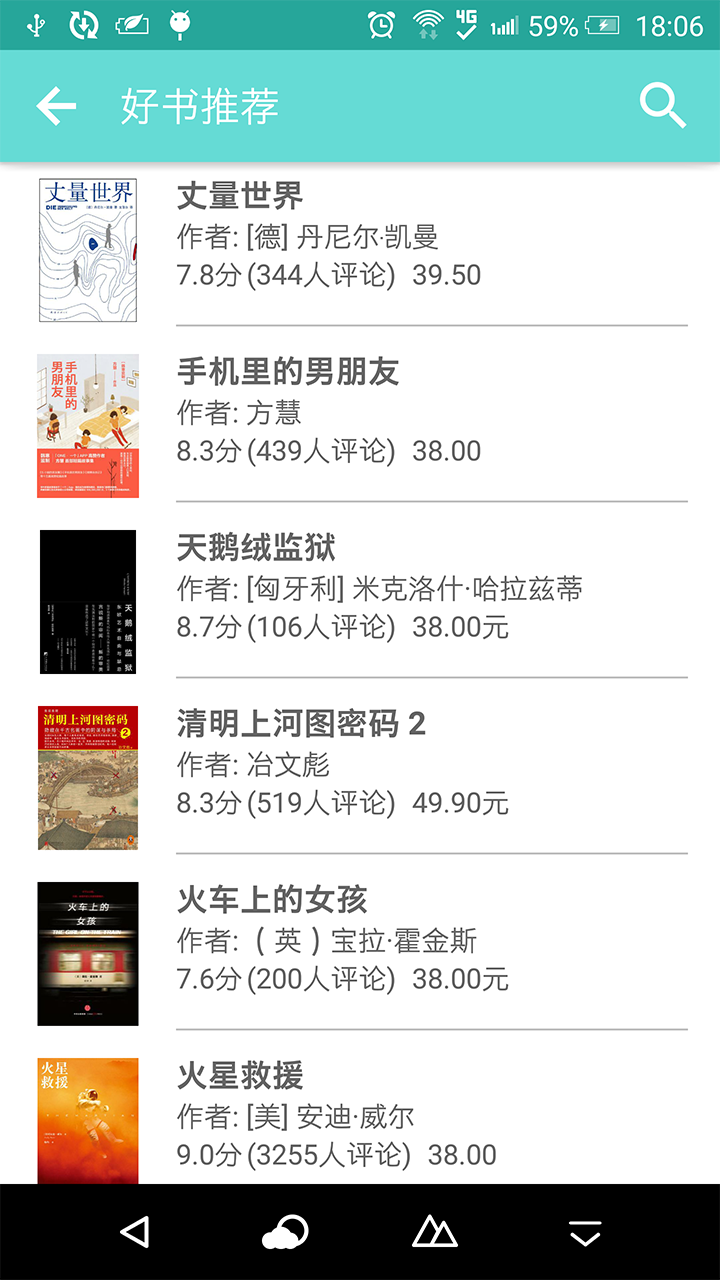 4G
59%
18:06
好书推荐
丈量世界
丈量世界
作者: [德] 丹尼尔·凯曼
7.8分(344人评论) 39.50
手机里的
男朋友
手机里的男朋友
作者: 方慧
8.3分(439人评论) 38.00
天鹅绒监狱
天鹅绒监狱
作者: [匈牙利] 米克洛什·哈拉兹蒂
8.7分(106人评论) 38.00元
清明上河图密码
2
清明上河图密码 2
作者: 冶文彪
8.3分(519人评论) 49.90元
火车上的
女孩
THE GIRL ON THE TRAIN
火车上的女孩
作者: （英）宝拉·霍金斯
7.6分(200人评论) 38.00元
火星
救援
火星救援
作者: [美] 安迪·威尔
9.0分(3255人评论) 38.00